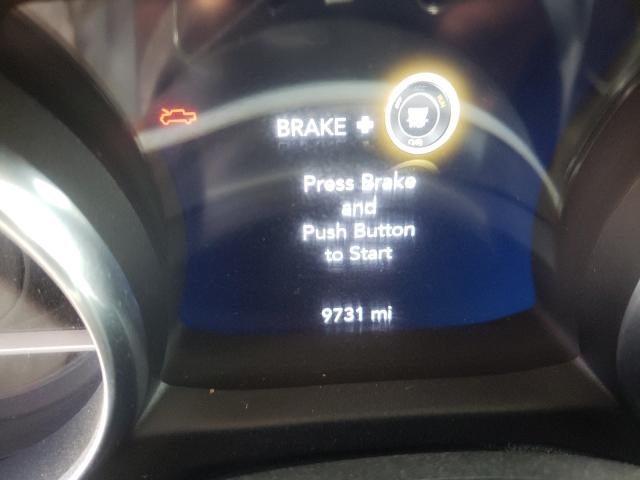 BRAKE +
Press Brake
and
Push Button
to Start
9731 mi